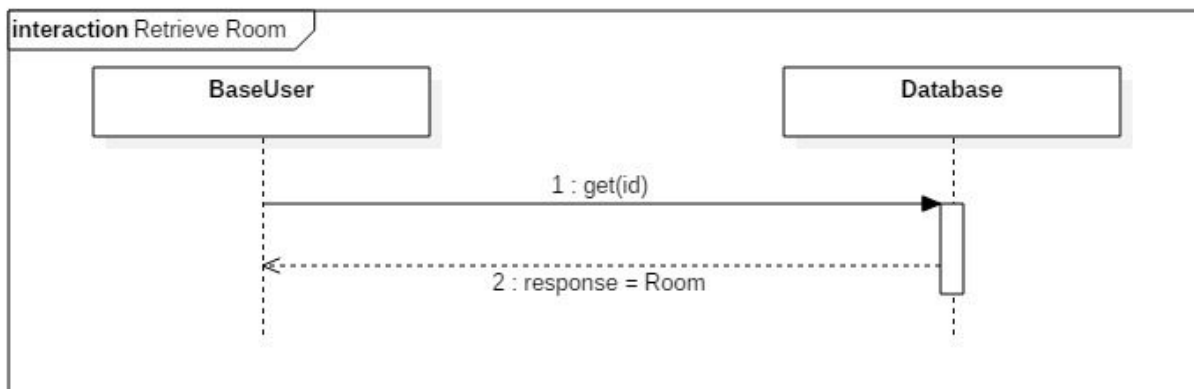 interaction Retrieve Room
BaseUser
Database
1 : get(id)
2 : response = Room